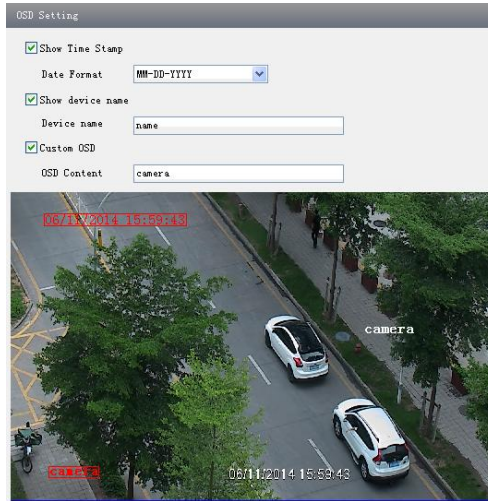 OSD Setting
Show Time Stamp
Date Format MM-DD-YYYY
Show device name
Device name name
Custom OSD
OSD Content camera
06/11/2014 15:59:43
camera
camera
06/11/2014 15:59:43